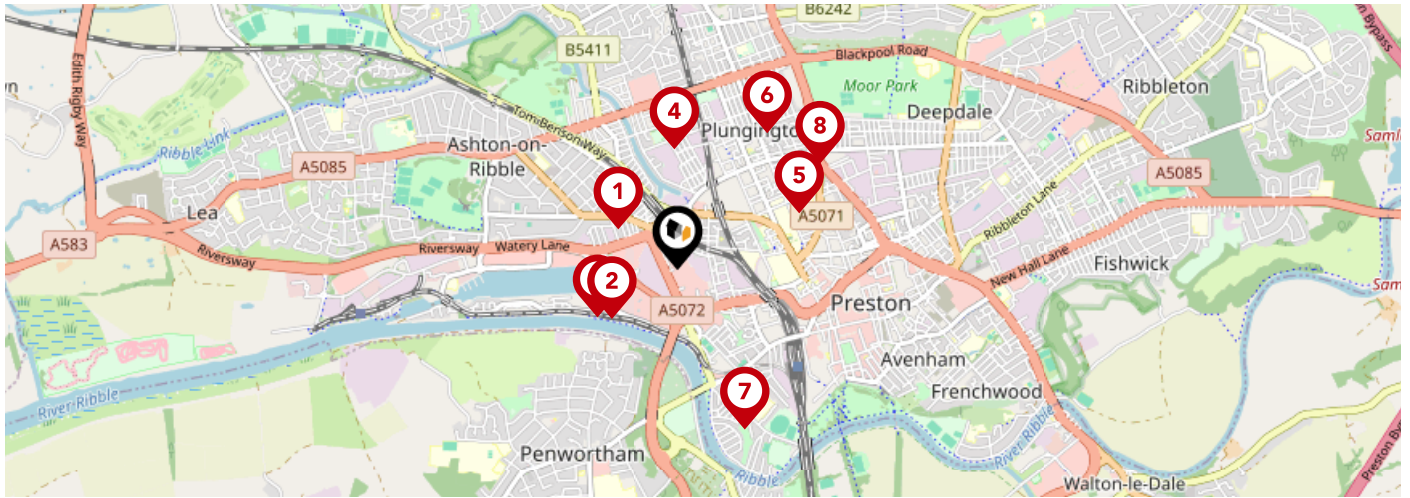 B6242
B5411
Blackpool Road
Preston Bypass
Edith Rigby Way
Moor Park
Ribbleton
6
4
Deepdale
Tom Benson Way
8
Ribble Link
Ashton-on-
Ribble
A5085
5
A5085
1
Ribbleton Lane
Lea
A5071
A583
Riversway
Riversway
Watery Lane
New Hall Lane
Fishwick
2
A5072
Preston
Avenham
7
Frenchwood
River Ribble
River Ribble
Penwortham
Ribble
Walton-le-Dale